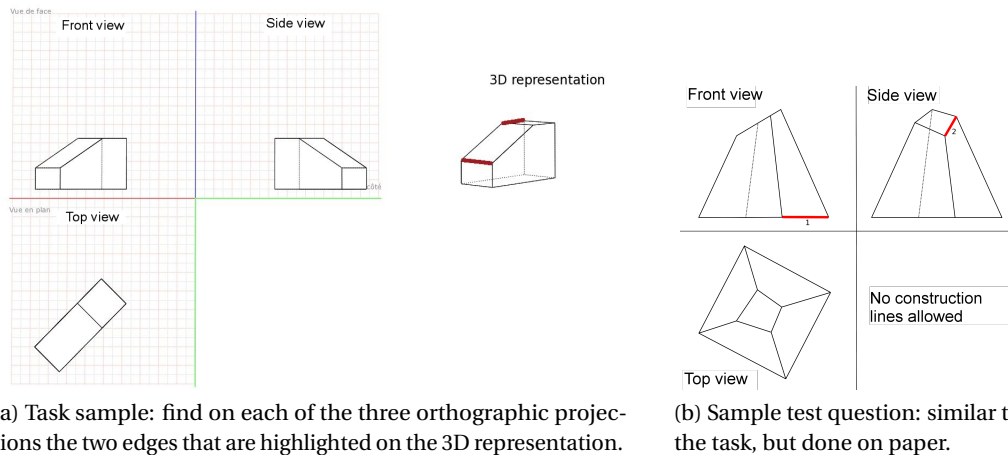 Vue de face
Front view
Side view
côté
Vue en plan
Top view
3D representation
a) Task sample: find on each of the three orthographic projec-
ions the two edges that are highlighted on the 3D representation.
Front view
Side view
2
1
No construction
lines allowed
Top view
(b) Sample test question: similar t
the task, but done on paper.